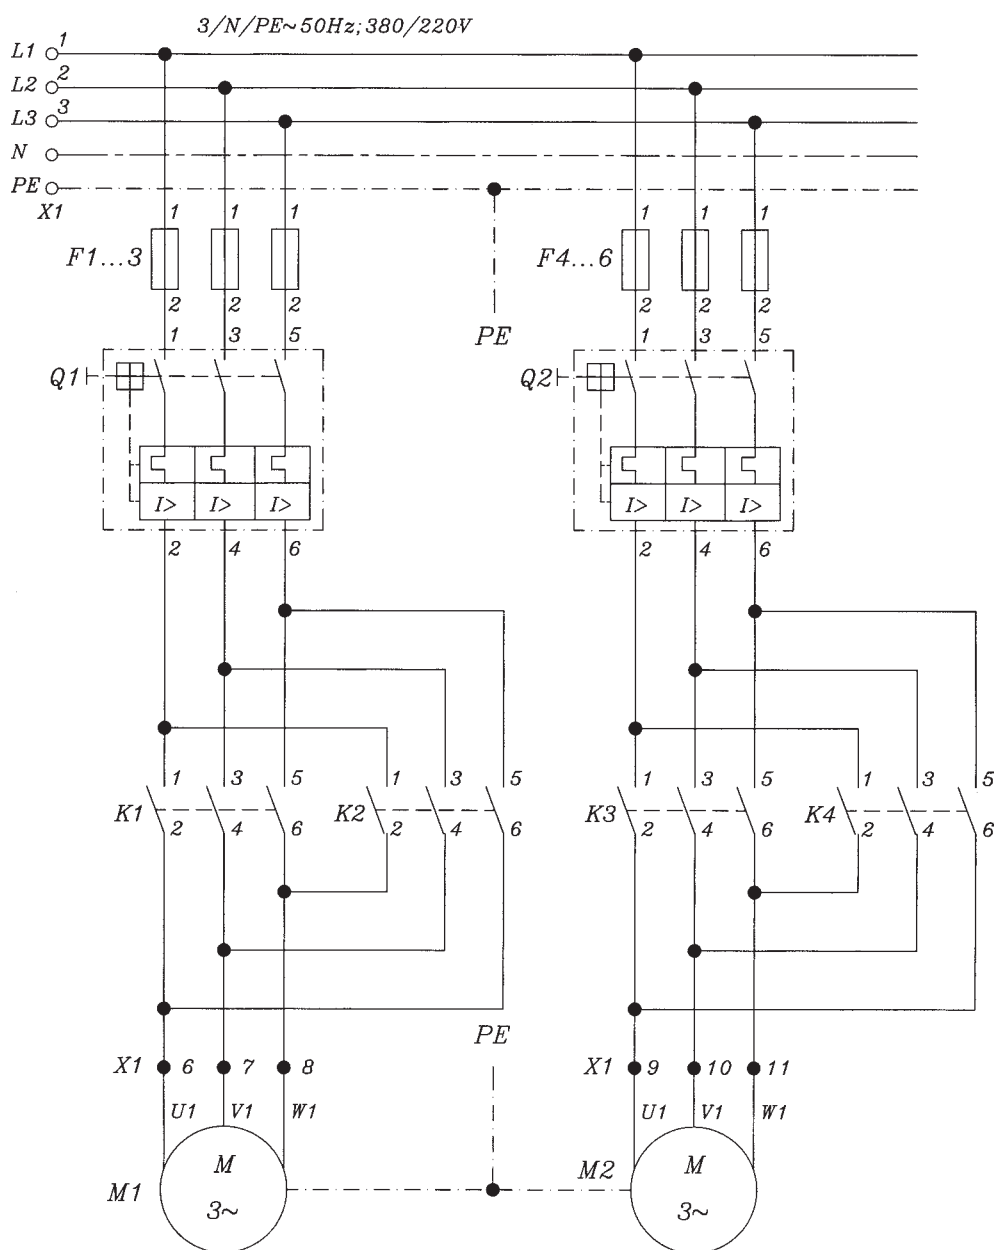 3/N/PE~50Hz; 380/220V
L1 1
L2 2
L3 3
N
PE
X1 1 1 1 1 1 1
F1...3 F4...6
2 2 2 2 2 2
1 3 5 PE 1 3 5
Q1 Q2
I> I> I> I> I> I>
2 4 6 2 4 6
1 3 5 1 3 5 1 3 5 1 3 5
K1 K2 K3 K4
2 4 6 2 4 6 2 4 6 2 4 6
PE
X1 6 7 8 X1 9 10 11
U1 V1 W1 U1 V1 W1
M1 M M2 M
3~ 3~